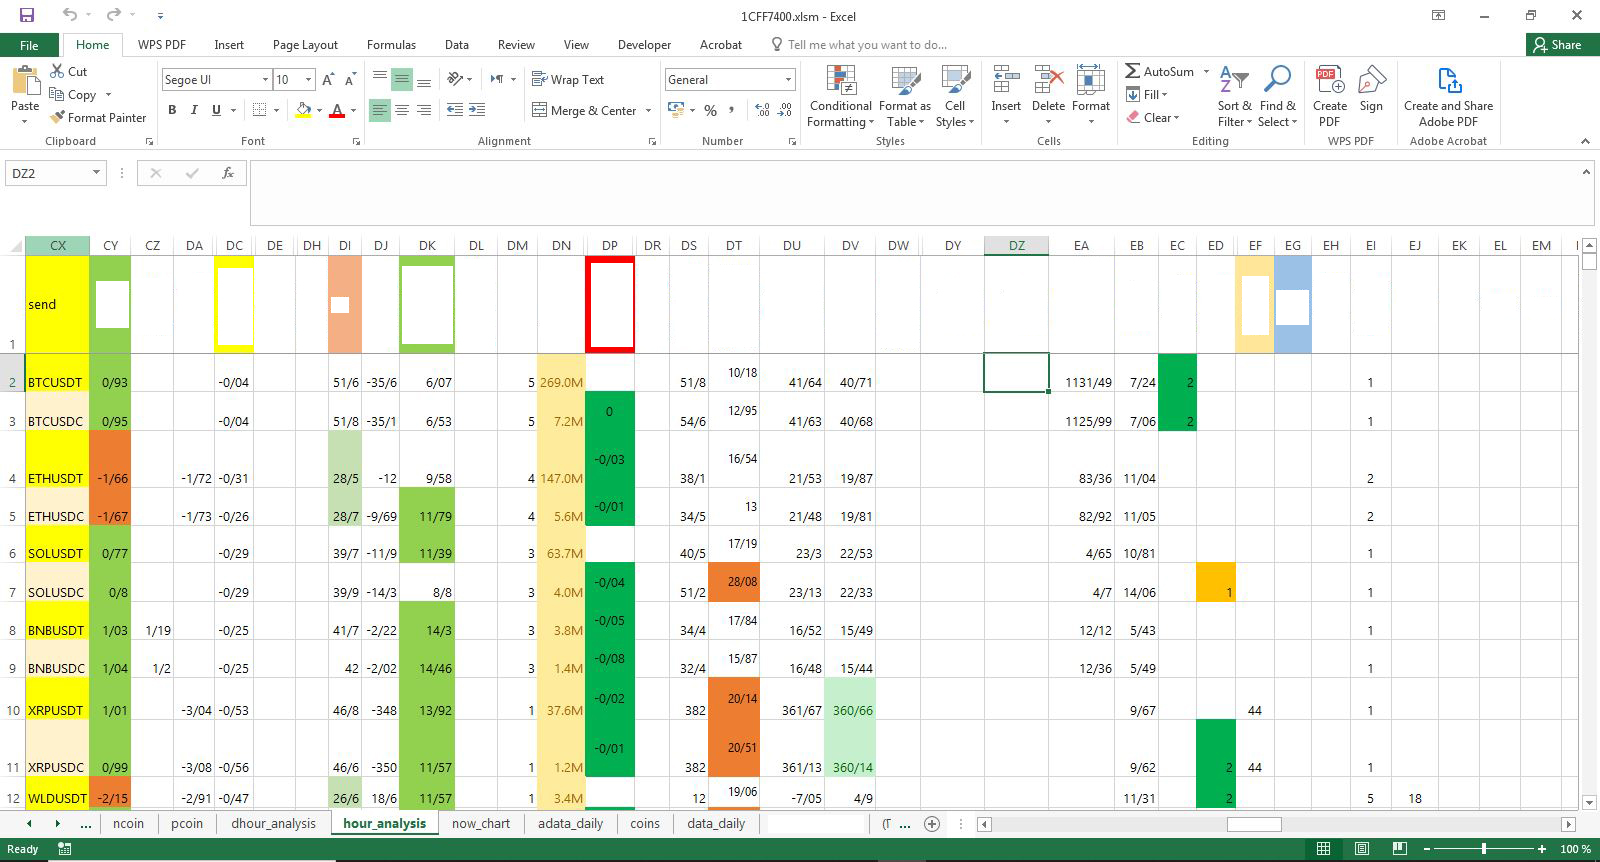 1CFF7400.xlsm - Excel
File Home WPS PDF Insert Page Layout Formulas Data Review View Developer Acrobat Tell me what you want to do... Share
Paste Cut Copy Format Painter Clipboard
Segoe UI 10 A A B I U A Font
Wrap Text Merge & Center Alignment
General % , .0 .00 .00 .0 Number
Conditional Formatting Format as Table Cell Styles Styles
Insert Delete Format Cells
AutoSum Fill Clear Sort & Filter Find & Select Editing
Create PDF Sign WPS PDF
Create and Share Adobe PDF Adobe Acrobat
DZ2 fx
CX CY CZ DA DC DE DH DI DJ DK DL DM DN DP DR DS DT DU DV DW DY DZ EA EB EC ED EF EG EH EI EJ EK EL EM
1 send
2 BTCUSDT 0/93 -0/04 51/6 -35/6 6/07 5 269.0M 51/8 10/18 41/64 40/71 1131/49 7/24 2 1
3 BTCUSDC 0/95 -0/04 51/8 -35/1 6/53 5 7.2M 0 54/6 12/95 41/63 40/68 1125/99 7/06 2 1
4 ETHUSDT -1/66 -1/72 -0/31 28/5 -12 9/58 4 147.0M -0/03 38/1 16/54 21/53 19/87 83/36 11/04 2
5 ETHUSDC -1/67 -1/73 -0/26 28/7 -9/69 11/79 4 5.6M -0/01 34/5 13 21/48 19/81 82/92 11/05 2
6 SOLUSDT 0/77 -0/29 39/7 -11/9 11/39 3 63.7M 40/5 17/19 23/3 22/53 4/65 10/81 1
7 SOLUSDC 0/8 -0/29 39/9 -14/3 8/8 3 4.0M -0/04 51/2 28/08 23/13 22/33 4/7 14/06 1 1
8 BNBUSDT 1/03 1/19 -0/25 41/7 -2/22 14/3 3 3.8M -0/05 34/4 17/84 16/52 15/49 12/12 5/43 1
9 BNBUSDC 1/04 1/2 -0/25 42 -2/02 14/46 3 1.4M -0/08 32/4 15/87 16/48 15/44 12/36 5/49 1
10 XRPUSDT 1/01 -3/04 -0/53 46/8 -348 13/92 1 37.6M -0/02 382 20/14 361/67 360/66 9/67 44 1
11 XRPUSDC 0/99 -3/08 -0/56 46/6 -350 11/57 1 1.2M -0/01 382 20/51 361/13 360/14 9/62 2 44 1
12 WLDUSDT -2/15 -2/91 -0/47 26/6 18/6 11/57 1 3.4M 12 19/06 -7/05 4/9 11/31 2 5 18
... ncoin pcoin dhour_analysis hour_analysis now_chart adata_daily coins data_daily (T ...
Ready 100 %